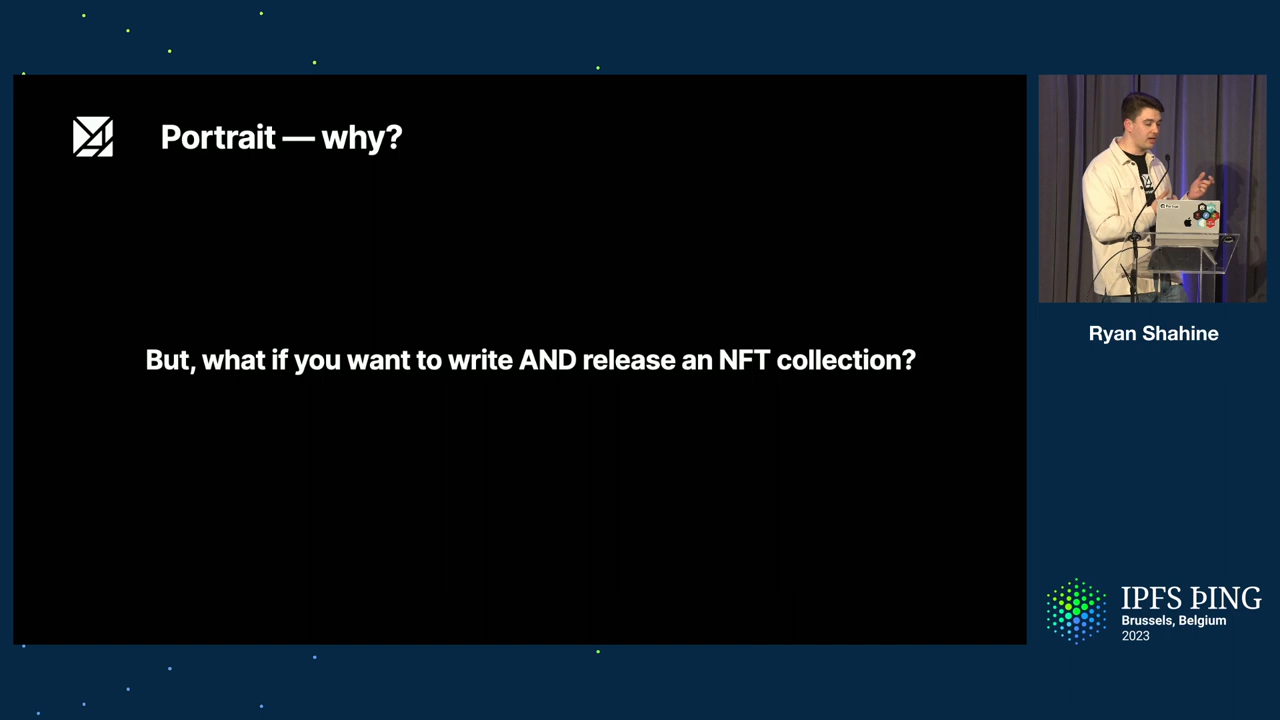 Portrait — why?
But, what if you want to write AND release an NFT collection?
Ryan Shahine
IPFS ÞING
Brussels, Belgium
2023